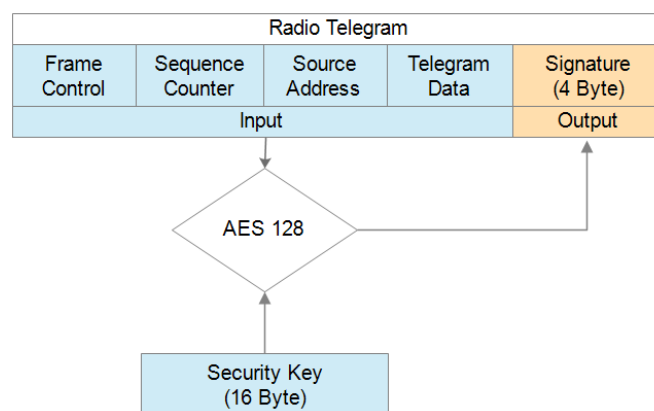 Radio Telegram
Frame Control
Sequence Counter
Source Address
Telegram Data
Signature (4 Byte)
Input
Output
AES 128
Security Key
(16 Byte)